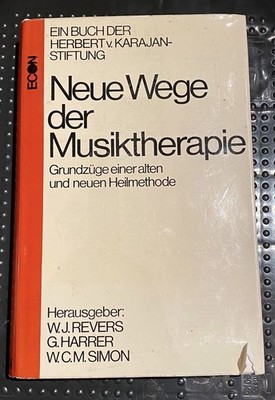 ECON
EIN BUCH DER
HERBERT v. KARAJAN-
STIFTUNG
Neue Wege
der
Musiktherapie
Grundzüge einer alten
und neuen Heilmethode
Herausgeber:
W.J. REVERS
G. HARRER
W.C.M. SIMON